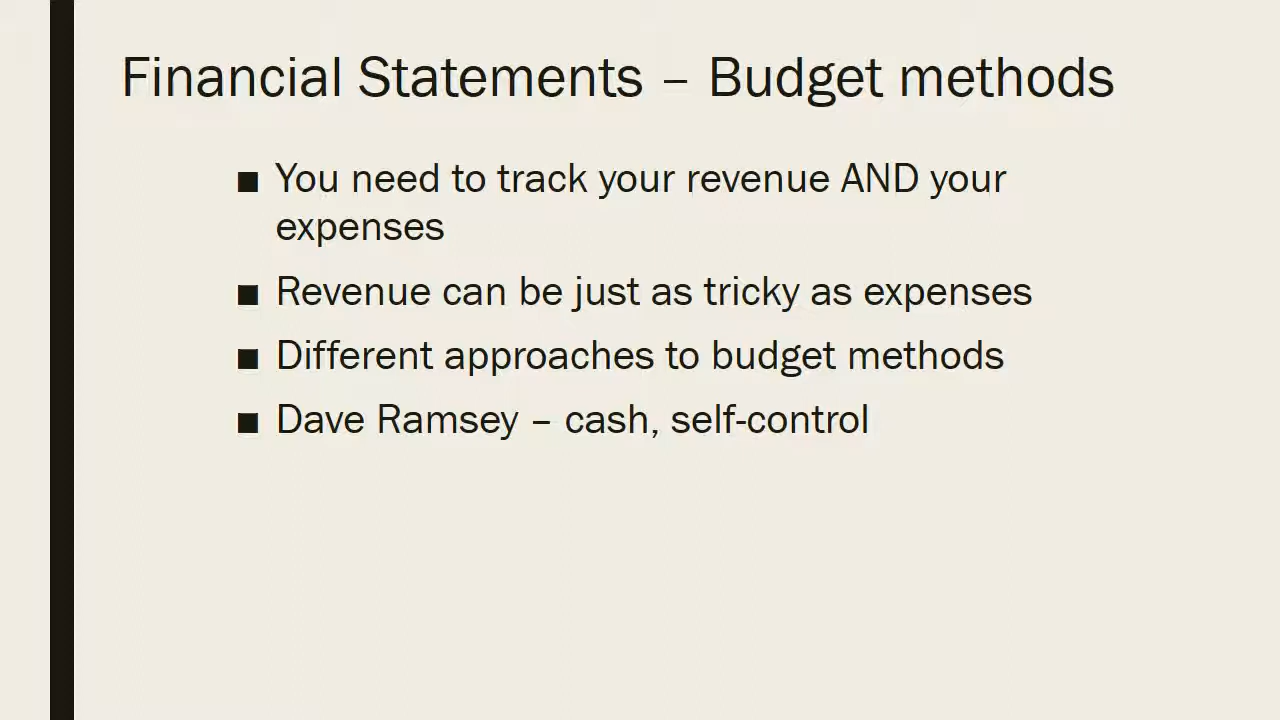 Financial Statements – Budget methods
■ You need to track your revenue AND your
expenses
■ Revenue can be just as tricky as expenses
■ Different approaches to budget methods
■ Dave Ramsey – cash, self-control